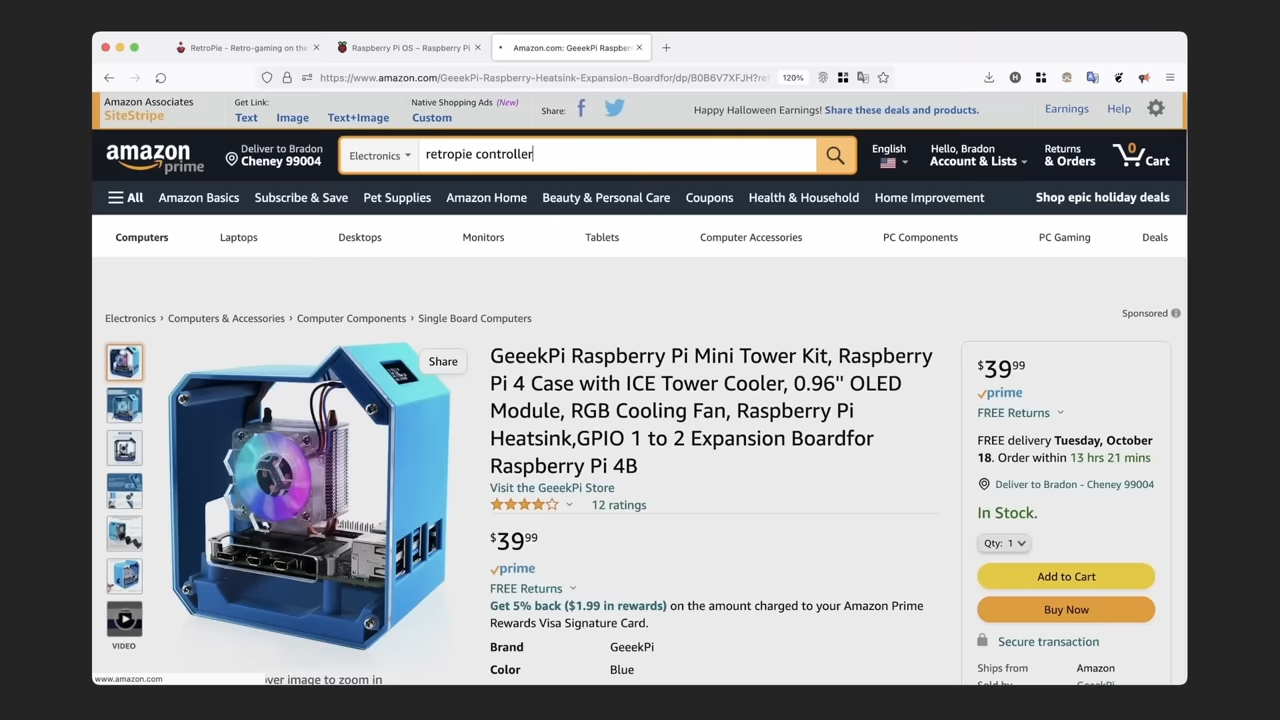 RetroPie - Retro-gaming on the
Raspberry Pi OS – Raspberry Pi
Amazon.com: GeeekPi Raspberr
https://www.amazon.com/GeeekPi-Raspberry-Heatsink-Expansion-Boardfor/dp/B0B6V7XFJH?re
120%
Amazon Associates
SiteStripe
Get Link:
Text Image Text+Image
Native Shopping Ads (New)
Custom
Share:
Happy Halloween Earnings! Share these deals and products.
Earnings Help
amazon
prime
Deliver to Bradon
Cheney 99004
Electronics
retropie controller
English
Hello, Bradon
Account & Lists
Returns
& Orders
0
Cart
All Amazon Basics Subscribe & Save Pet Supplies Amazon Home Beauty & Personal Care Coupons Health & Household Home Improvement Shop epic holiday deals
Computers Laptops Desktops Monitors Tablets Computer Accessories PC Components PC Gaming Deals
Sponsored
Electronics › Computers & Accessories › Computer Components › Single Board Computers
Share
VIDEO
over image to zoom in
GeeekPi Raspberry Pi Mini Tower Kit, Raspberry
Pi 4 Case with ICE Tower Cooler, 0.96" OLED
Module, RGB Cooling Fan, Raspberry Pi
Heatsink,GPIO 1 to 2 Expansion Boardfor
Raspberry Pi 4B
Visit the GeeekPi Store
12 ratings
$3999
prime
FREE Returns
Get 5% back ($1.99 in rewards) on the amount charged to your Amazon Prime
Rewards Visa Signature Card.
Brand GeeekPi
Color Blue
$3999
prime
FREE Returns
FREE delivery Tuesday, October
18. Order within 13 hrs 21 mins
Deliver to Bradon - Cheney 99004
In Stock.
Qty: 1
Add to Cart
Buy Now
Secure transaction
Ships from Amazon
Sold by GeeekPi
www.amazon.com